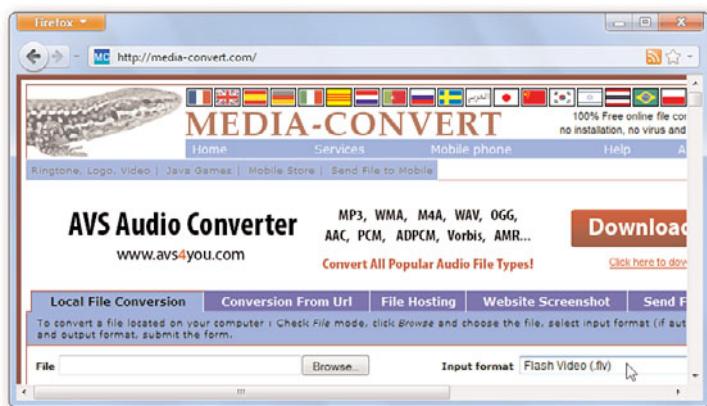 Firefox
MC http://media-convert.com/
MEDIA-CONVERT
100% Free online file con
no installation, no virus and
Home Services Mobile phone Help A
Ringtone, Logo, Video | Java Games | Mobile Store | Send File to Mobile
AVS Audio Converter
www.avs4you.com
MP3, WMA, M4A, WAV, OGG,
AAC, PCM, ADPCM, Vorbis, AMR...
Convert All Popular Audio File Types!
Download
Click here to dow
Local File Conversion Conversion From Url File Hosting Website Screenshot Send F
To convert a file located on your computer : Check File mode, click Browse and choose the file, select input format (if aut
and output format, submit the form.
File Browse... Input format Flash Video (.flv)